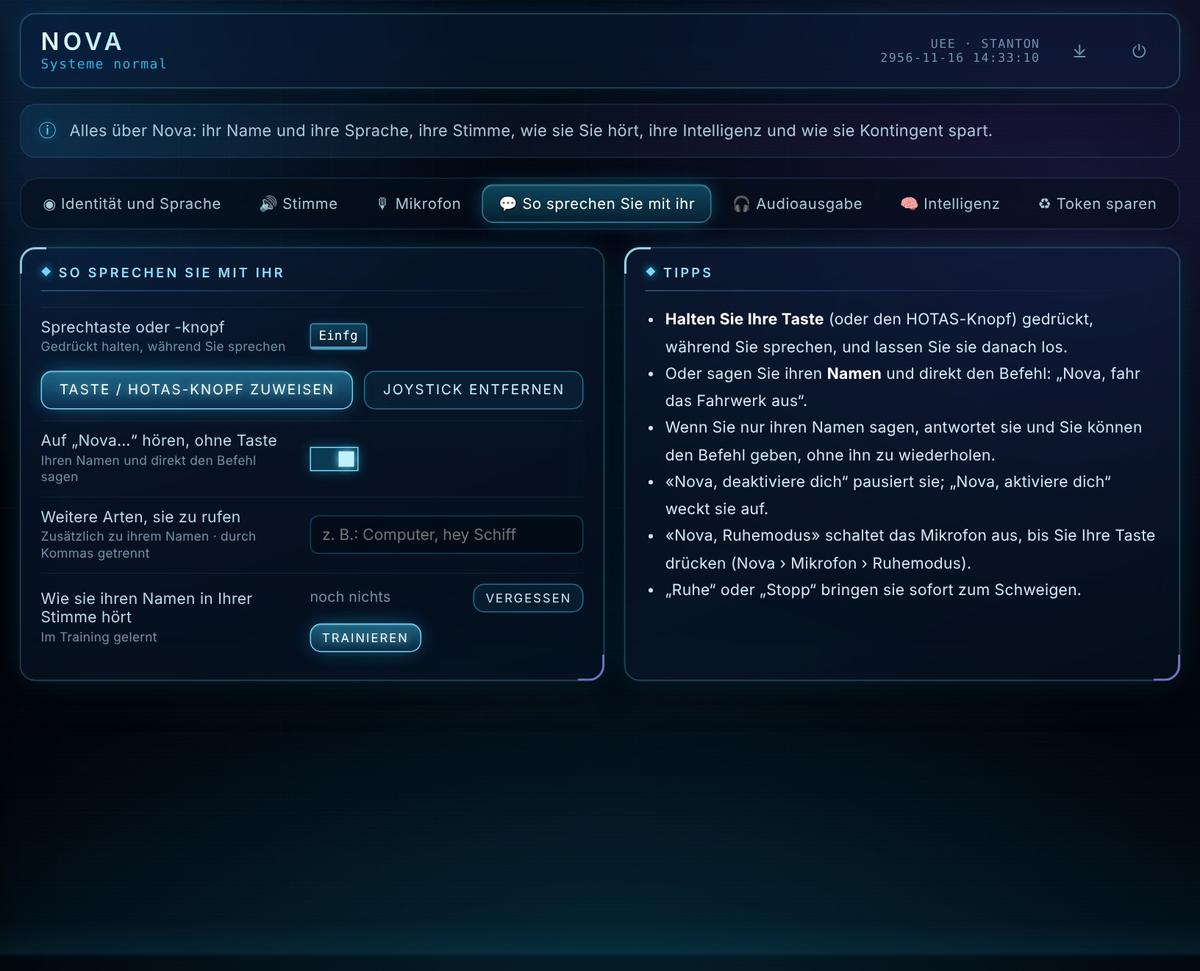 NOVA
Systeme normal
UEE · STANTON
2956-11-16 14:33:10
Alles über Nova: ihr Name und ihre Sprache, ihre Stimme, wie sie Sie hört, ihre Intelligenz und wie sie Kontingent spart.
Identität und Sprache
Stimme
Mikrofon
So sprechen Sie mit ihr
Audioausgabe
Intelligenz
Token sparen
SO SPRECHEN SIE MIT IHR
Sprechtaste oder -knopf
Gedrückt halten, während Sie sprechen
Einfg
TASTE / HOTAS-KNOPF ZUWEISEN
JOYSTICK ENTFERNEN
Auf „Nova…“ hören, ohne Taste
Ihren Namen und direkt den Befehl
sagen
Weitere Arten, sie zu rufen
Zusätzlich zu ihrem Namen · durch
Kommas getrennt
z. B.: Computer, hey Schiff
Wie sie ihren Namen in Ihrer
Stimme hört
Im Training gelernt
noch nichts
VERGESSEN
TRAINIEREN
TIPPS
• Halten Sie Ihre Taste (oder den HOTAS-Knopf) gedrückt,
während Sie sprechen, und lassen Sie sie danach los.
• Oder sagen Sie ihren Namen und direkt den Befehl: „Nova, fahr
das Fahrwerk aus“.
• Wenn Sie nur ihren Namen sagen, antwortet sie und Sie können
den Befehl geben, ohne ihn zu wiederholen.
• «Nova, deaktiviere dich“ pausiert sie; „Nova, aktiviere dich“
weckt sie auf.
• «Nova, Ruhemodus» schaltet das Mikrofon aus, bis Sie Ihre Taste
drücken (Nova › Mikrofon › Ruhemodus).
• „Ruhe“ oder „Stopp“ bringen sie sofort zum Schweigen.